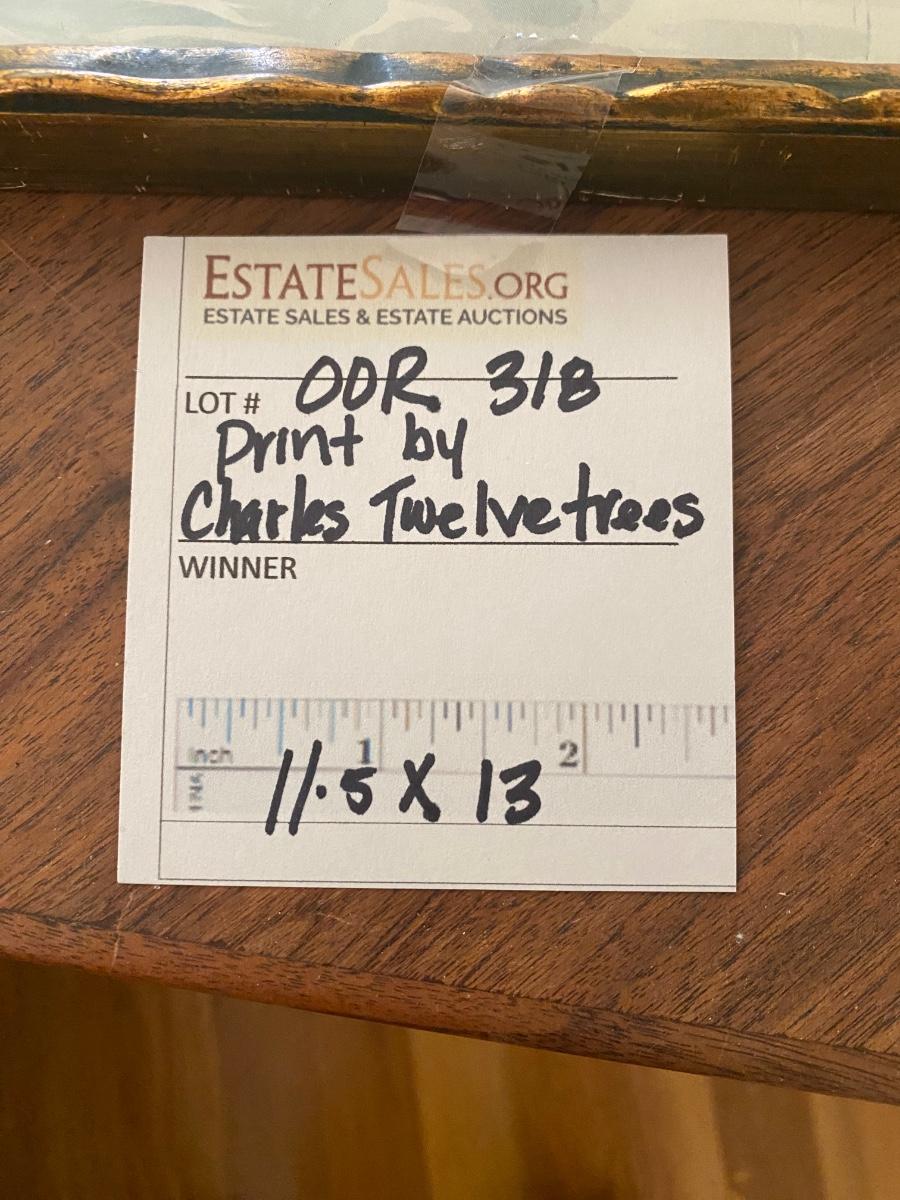 ESTATESALES.ORG
ESTATE SALES & ESTATE AUCTIONS
LOT # OOR 318
Print by
Charles Twelvetrees
WINNER
Inch 1 2
11.5 X 13